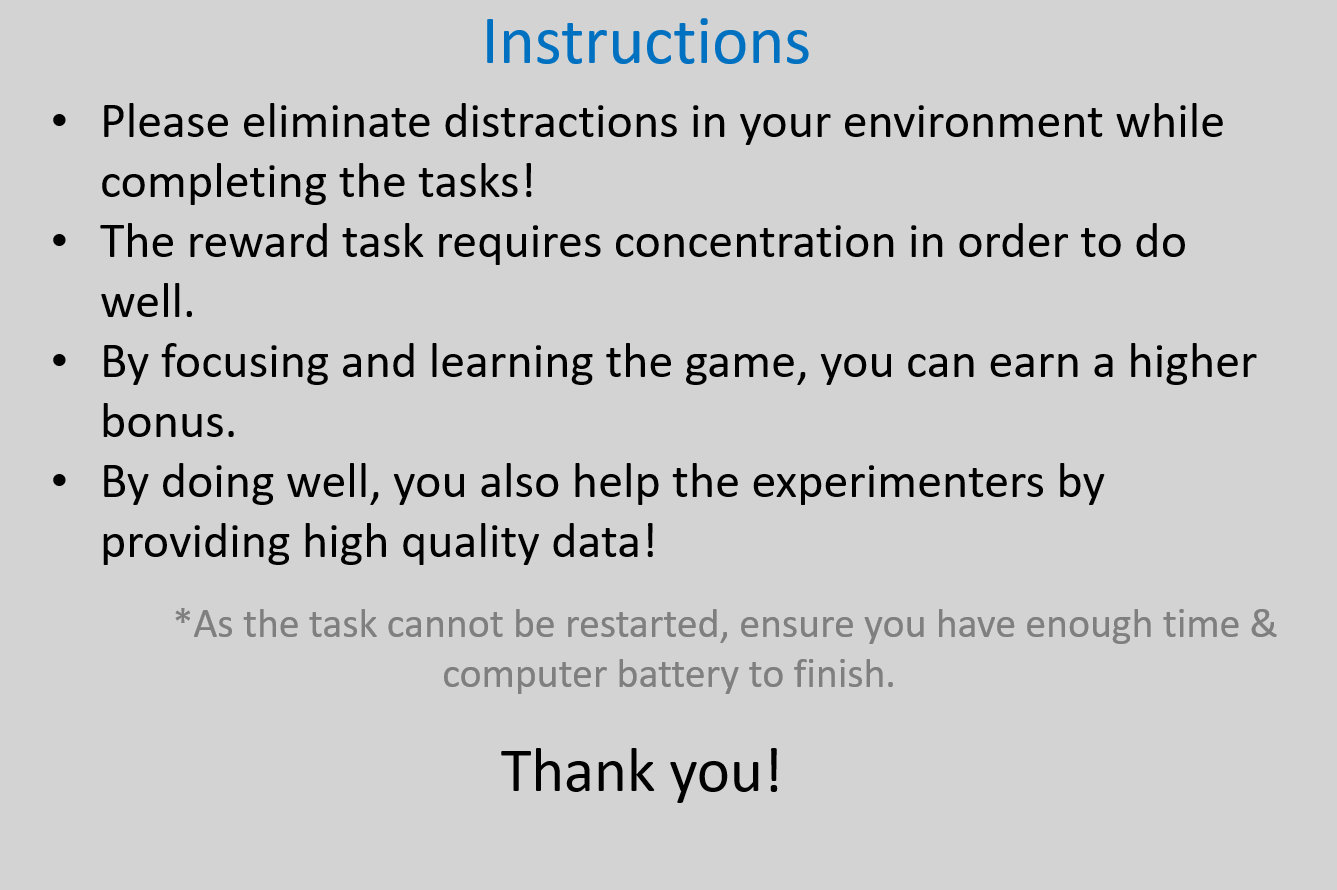 Instructions
• Please eliminate distractions in your environment while
completing the tasks!
• The reward task requires concentration in order to do
well.
• By focusing and learning the game, you can earn a higher
bonus.
• By doing well, you also help the experimenters by
providing high quality data!
*As the task cannot be restarted, ensure you have enough time &
computer battery to finish.
Thank you!